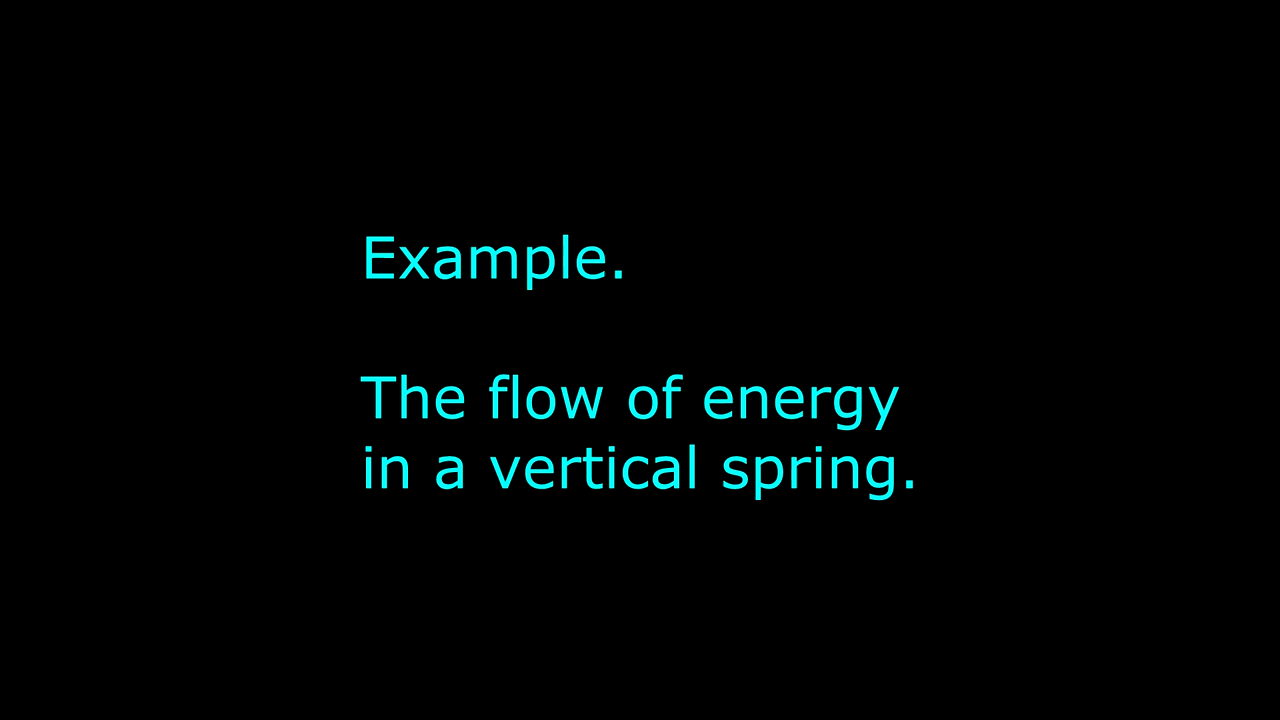 Example.
The flow of energy
in a vertical spring.